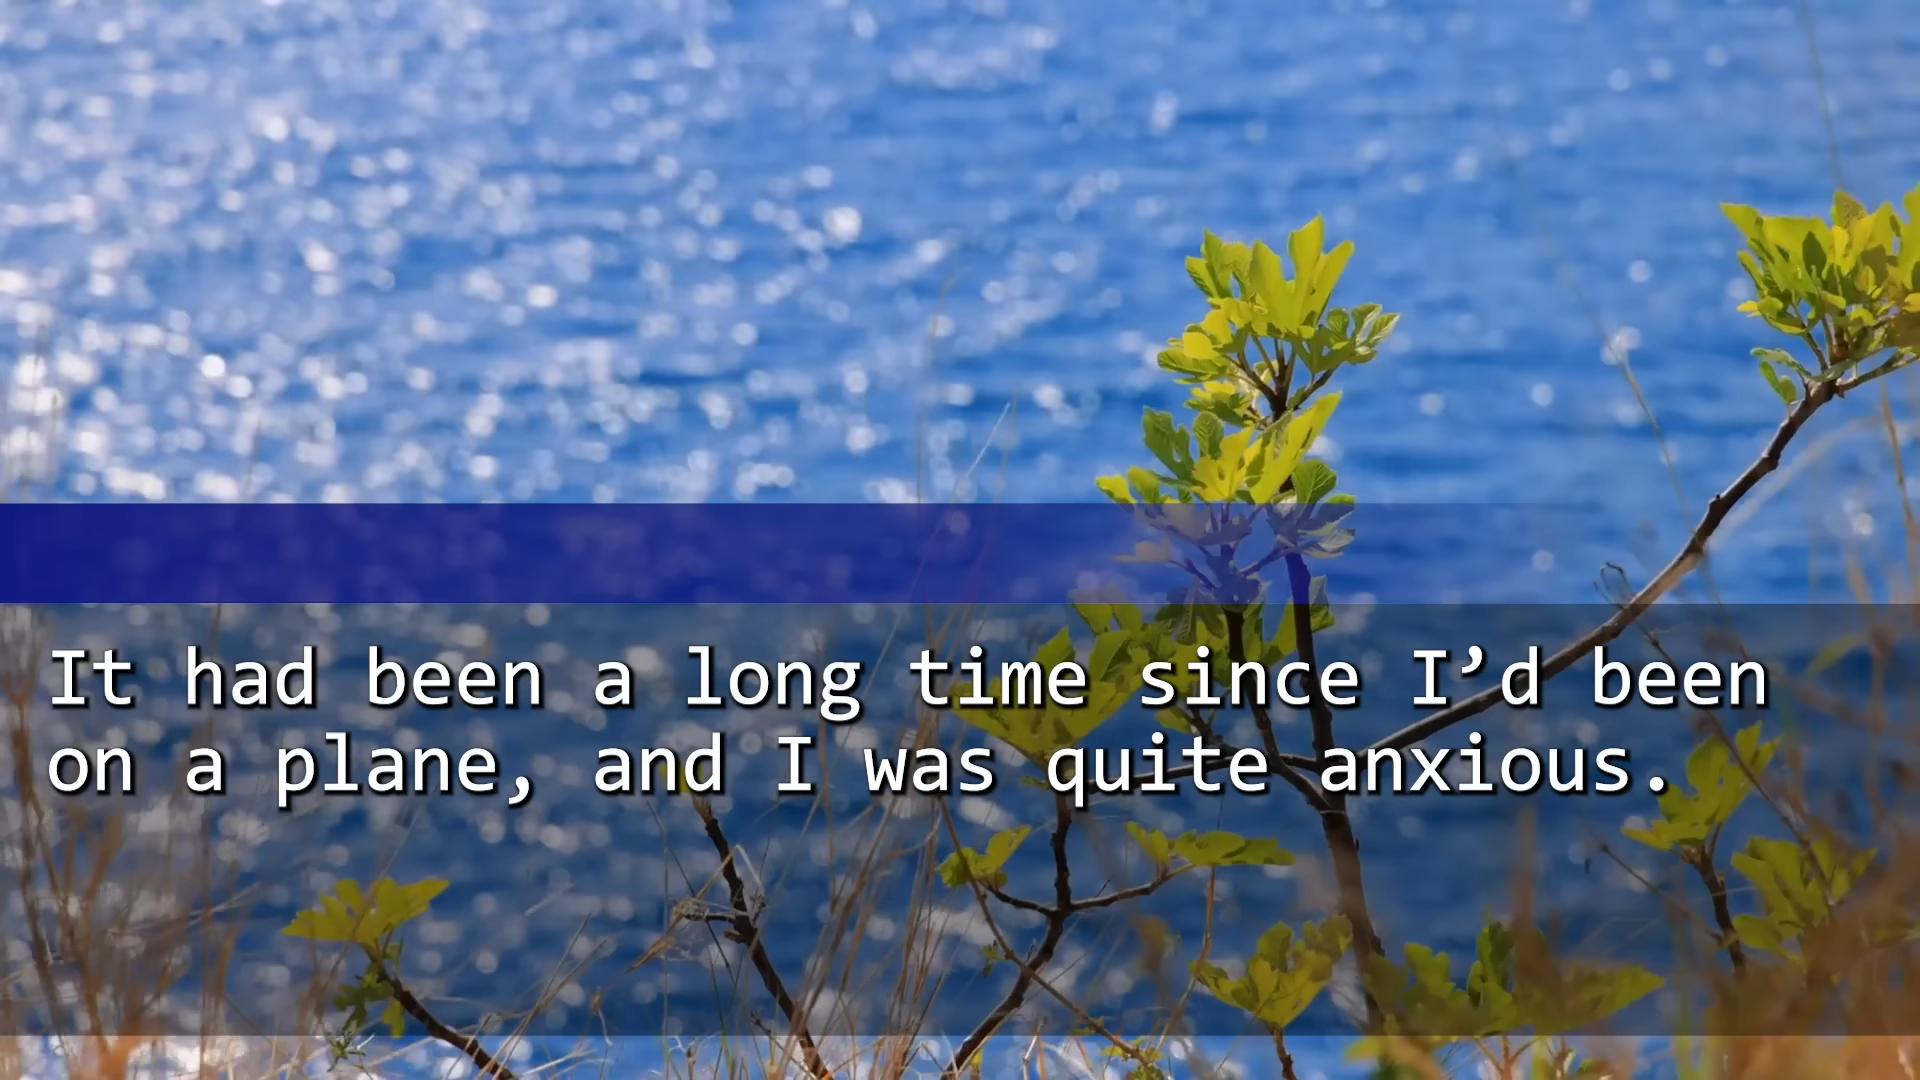 It had been a long time since I’d been
on a plane, and I was quite anxious.